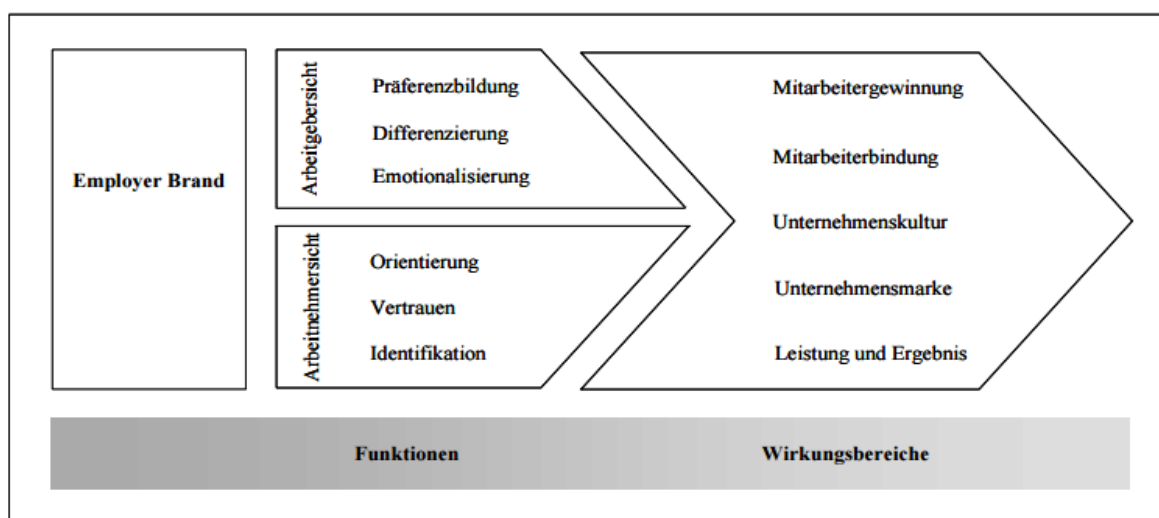 Employer Brand
Arbeitgebersicht
Präferenzbildung
Differenzierung
Emotionalisierung
Arbeitnehmersicht
Orientierung
Vertrauen
Identifikation
Mitarbeitergewinnung
Mitarbeiterbindung
Unternehmenskultur
Unternehmensmarke
Leistung und Ergebnis
Funktionen
Wirkungsbereiche